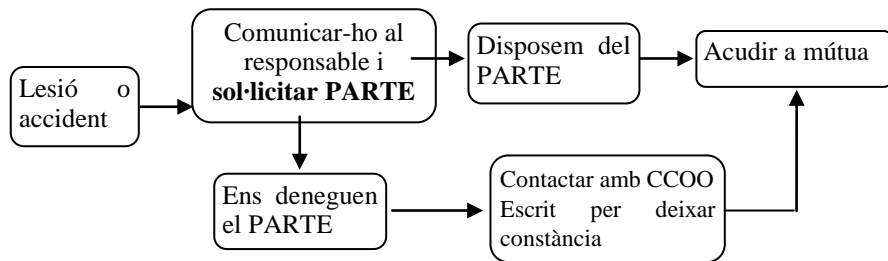 Lesió o
accident
Comunicar-ho al
responsable i
sol·licitar PARTE
Disposem del
PARTE
Acudir a mútua
Ens deneguen
el PARTE
Contactar amb CCOO
Escrit per deixar
constància